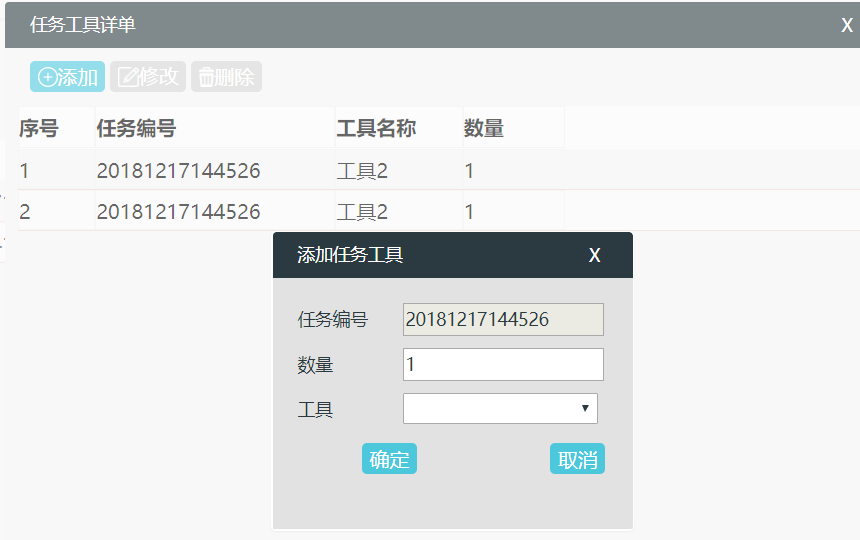 任务工具详单 X
添加 修改 删除
序号 任务编号 工具名称 数量
1 20181217144526 工具2 1
2 20181217144526 工具2 1
添加任务工具 X
任务编号 20181217144526
数量 1
工具
确定 取消